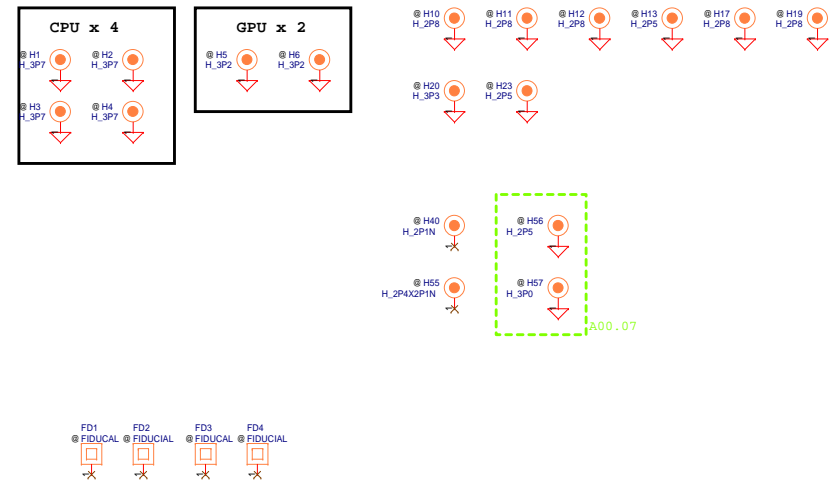 CPU x 4
GPU x 2
@ H1
H_3P7
@ H2
H_3P7
@ H3
H_3P7
@ H4
H_3P7
@ H5
H_3P2
@ H6
H_3P2
@ H10
H_2P8
@ H11
H_2P8
@ H12
H_2P8
@ H13
H_2P5
@ H17
H_2P8
@ H19
H_2P8
@ H20
H_3P3
@ H23
H_2P5
@ H40
H_2P1N
@ H56
H_2P5
@ H55
H_2P4X2P1N
@ H57
H_3P0
A00.07
FD1
@ FIDUCAL
FD2
@ FIDUCIAL
FD3
@ FIDUCAL
FD4
@ FIDUCIAL